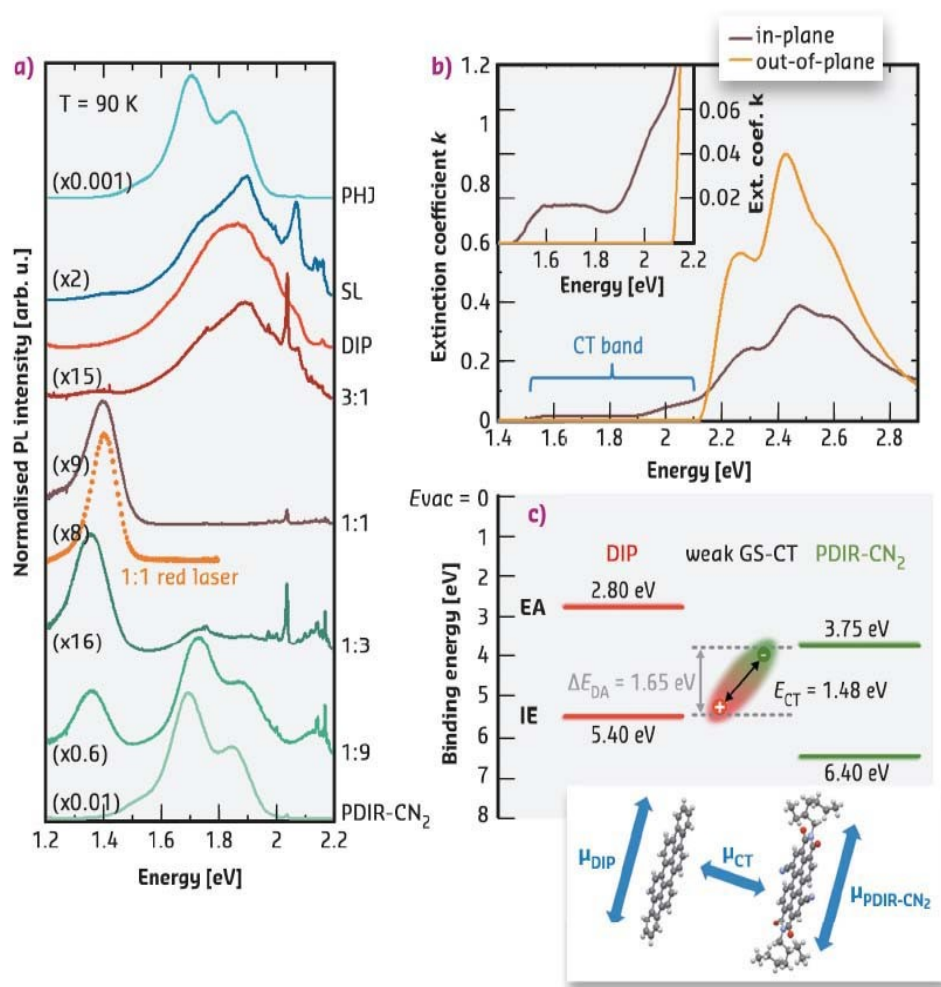 a)
T = 90 K
(x0.001)
PHJ
(x2)
SL
DIP
(x15)
3:1
(x9)
1:1
(x8)
1:1 red laser
(x16)
1:3
(x0.6)
1:9
(x0.01)
PDIR-CN2
1.2 1.4 1.6 1.8 2.0 2.2
Energy [eV]
Normalised PL intensity [arb. u.]
in-plane
out-of-plane
b)
1.2
1
0.8
0.6
0.4
0.2
0
Extinction coefficient k
0.06
0.04
0.02
Ext. coef. k
1.6 1.8 2 2.2
Energy [eV]
CT band
1.4 1.6 1.8 2 2.2 2.4 2.6 2.8
Energy [eV]
c)
Evac = 0
1
2
3
4
5
6
7
8
Binding energy [eV]
DIP weak GS-CT PDIR-CN2
2.80 eV
EA
3.75 eV
ΔEDA = 1.65 eV
ECT = 1.48 eV
IE
5.40 eV
6.40 eV
μDIP
μCT
μPDIR-CN2
+
-